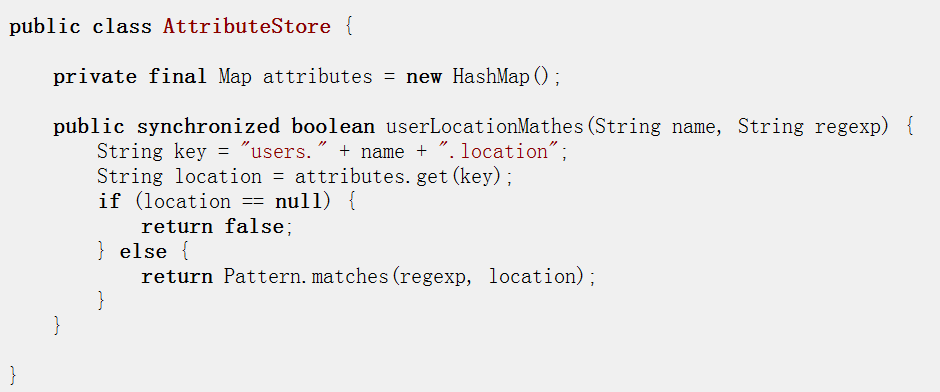 public class AttributeStore {
private final Map attributes = new HashMap();
public synchronized boolean userLocationMathes(String name, String regexp) {
String key = "users." + name + ".location";
String location = attributes.get(key);
if (location == null) {
return false;
} else {
return Pattern.matches(regexp, location);
}
}
}